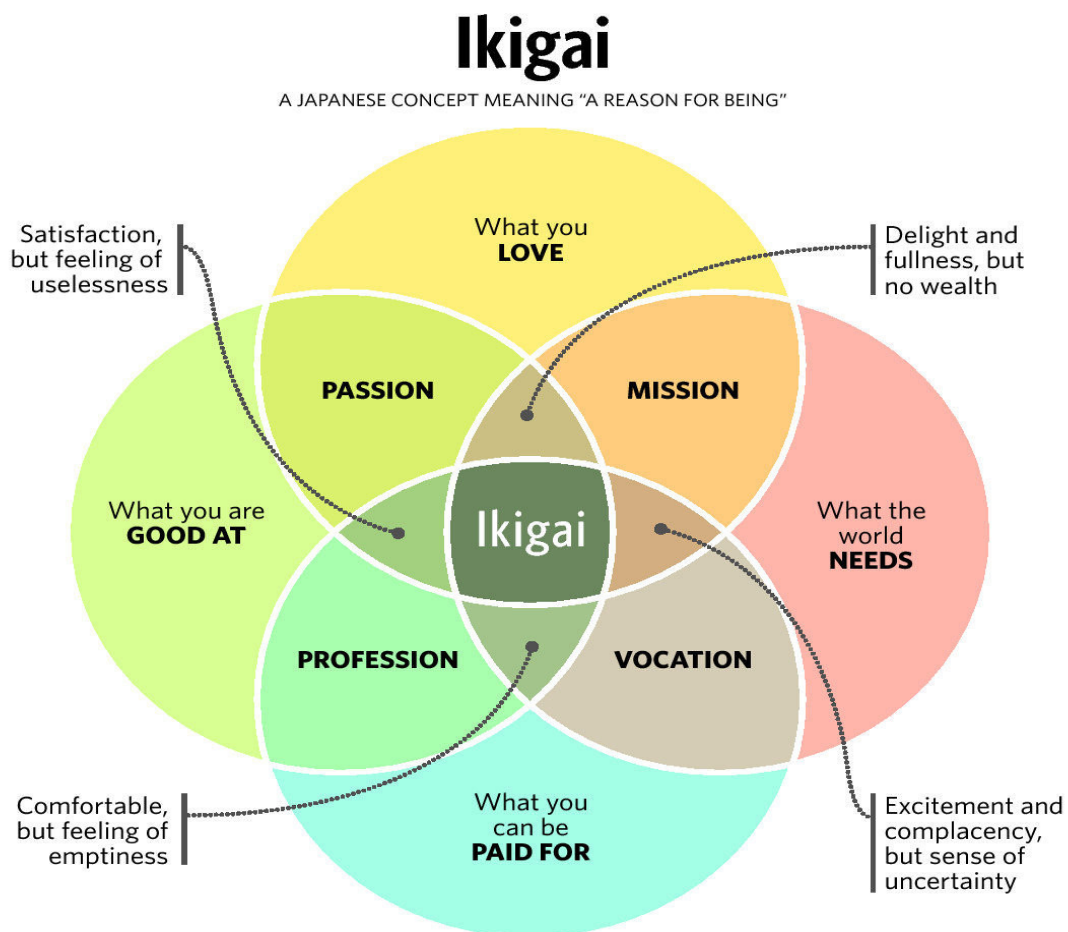 Ikigai
A JAPANESE CONCEPT MEANING “A REASON FOR BEING”
What you
LOVE
Satisfaction,
but feeling of
uselessness
Delight and
fullness, but
no wealth
PASSION
MISSION
What you are
GOOD AT
Ikigai
What the
world
NEEDS
PROFESSION
VOCATION
Comfortable,
but feeling of
emptiness
What you
can be
PAID FOR
Excitement and
complacency,
but sense of
uncertainty